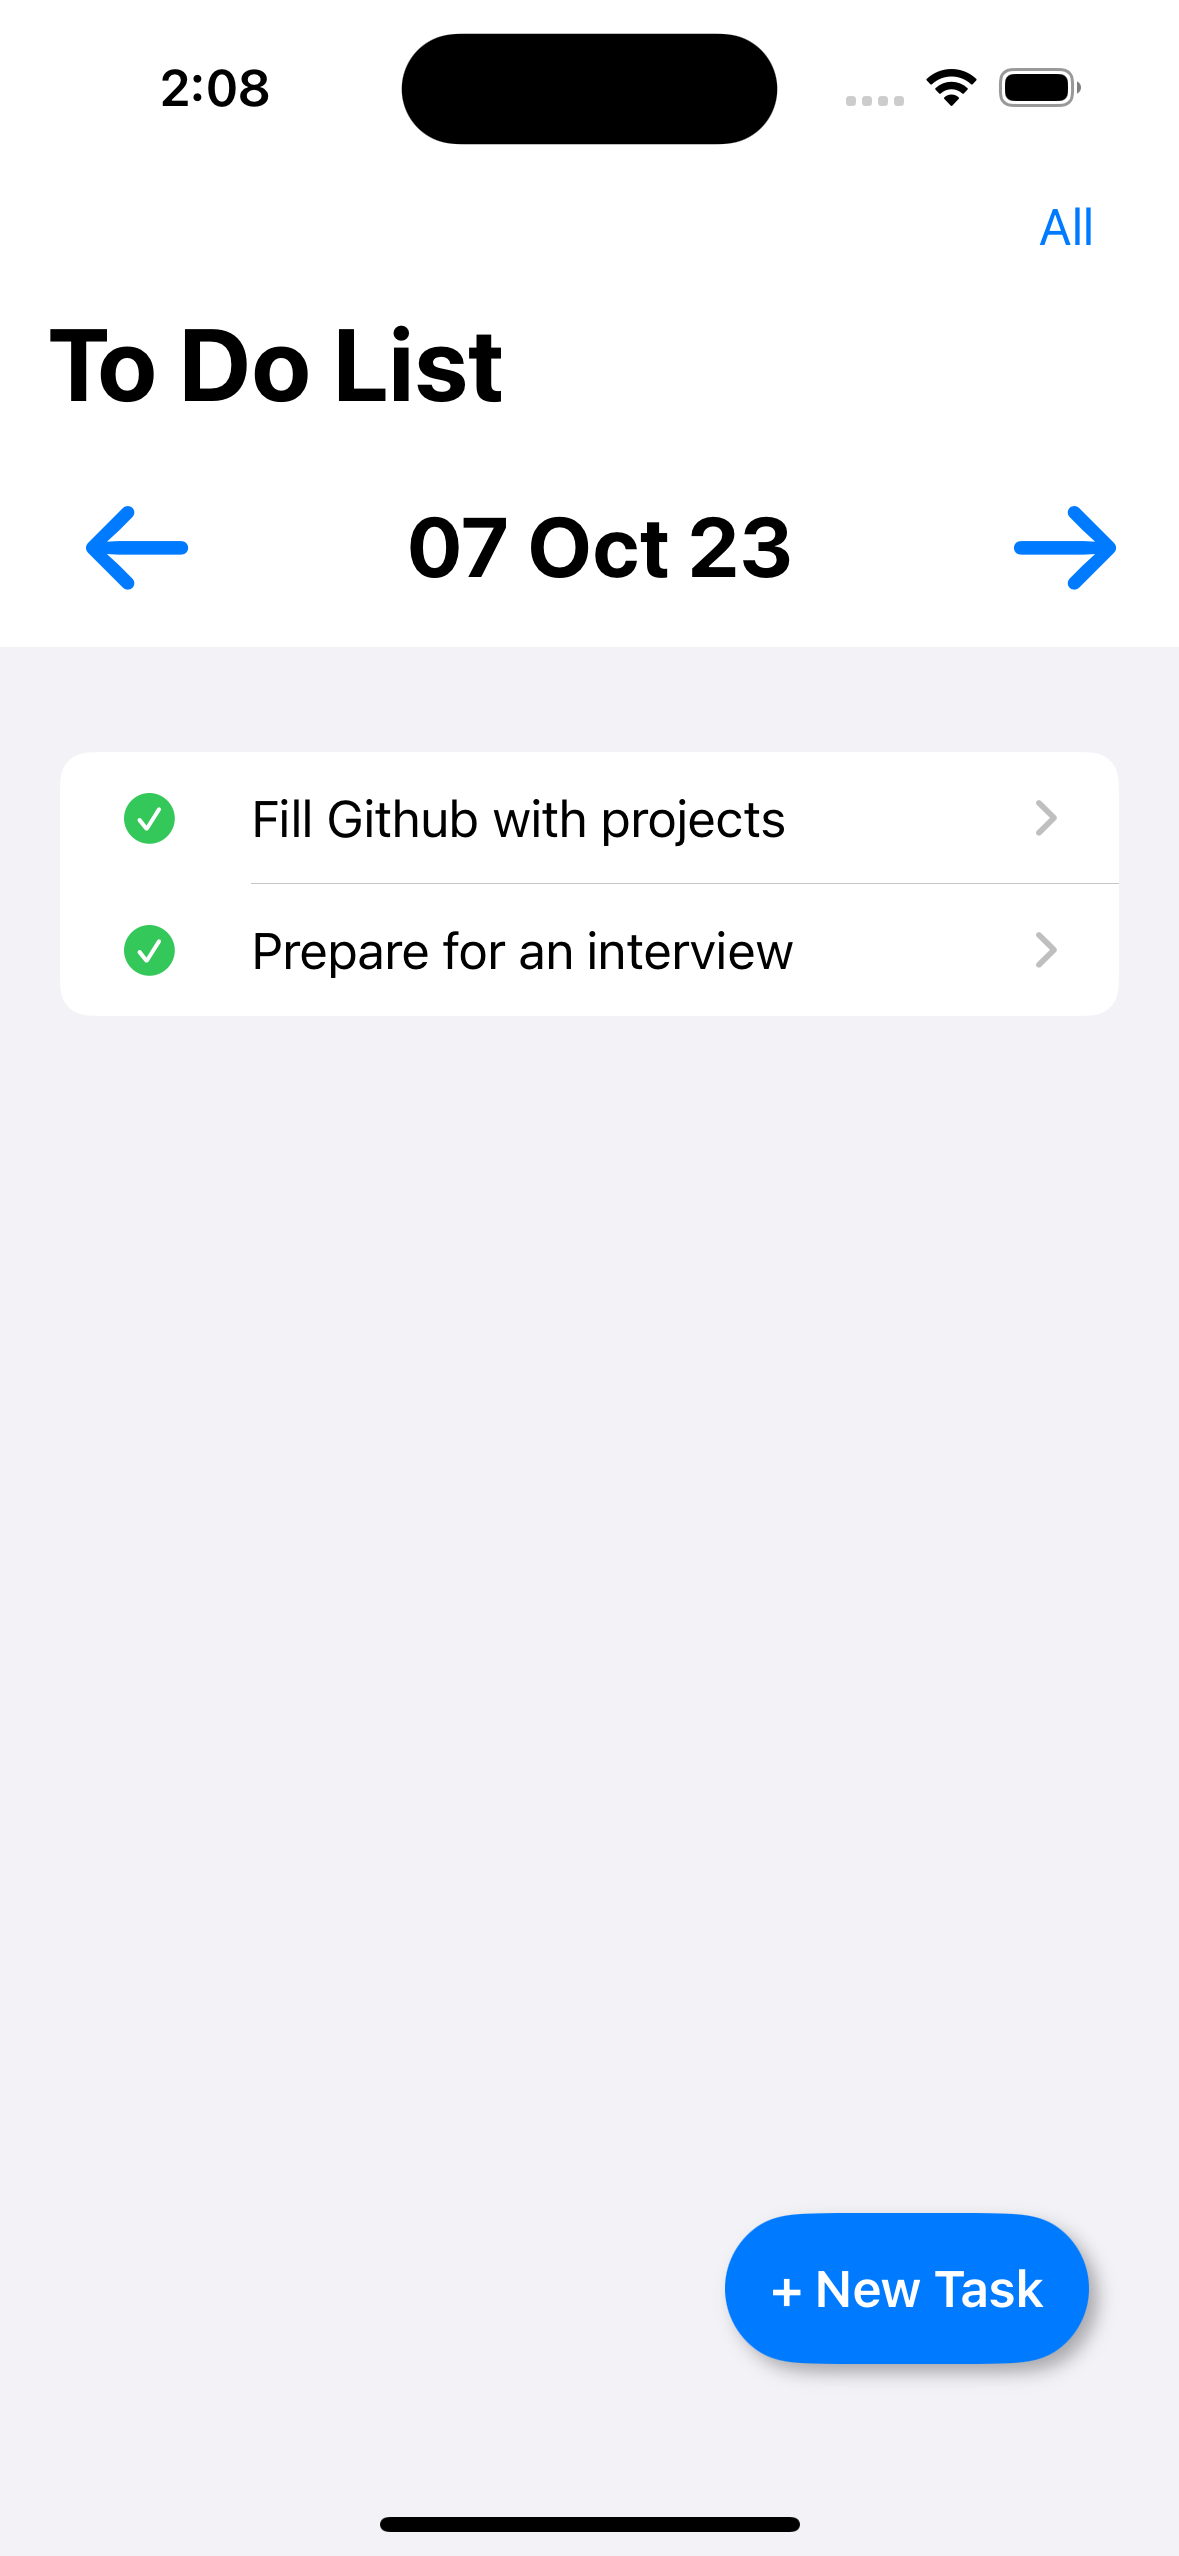 2:08
All
To Do List
07 Oct 23
Fill Github with projects
Prepare for an interview
+ New Task